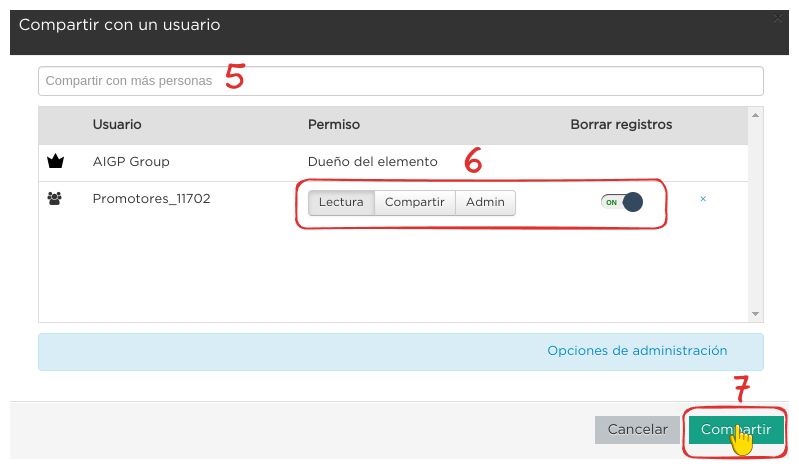 Compartir con un usuario
×
Compartir con más personas 5
Usuario Permiso Borrar registros
AIGP Group Dueño del elemento 6
Promotores_11702 Lectura Compartir Admin ON ×
Opciones de administración
7
Cancelar Compartir